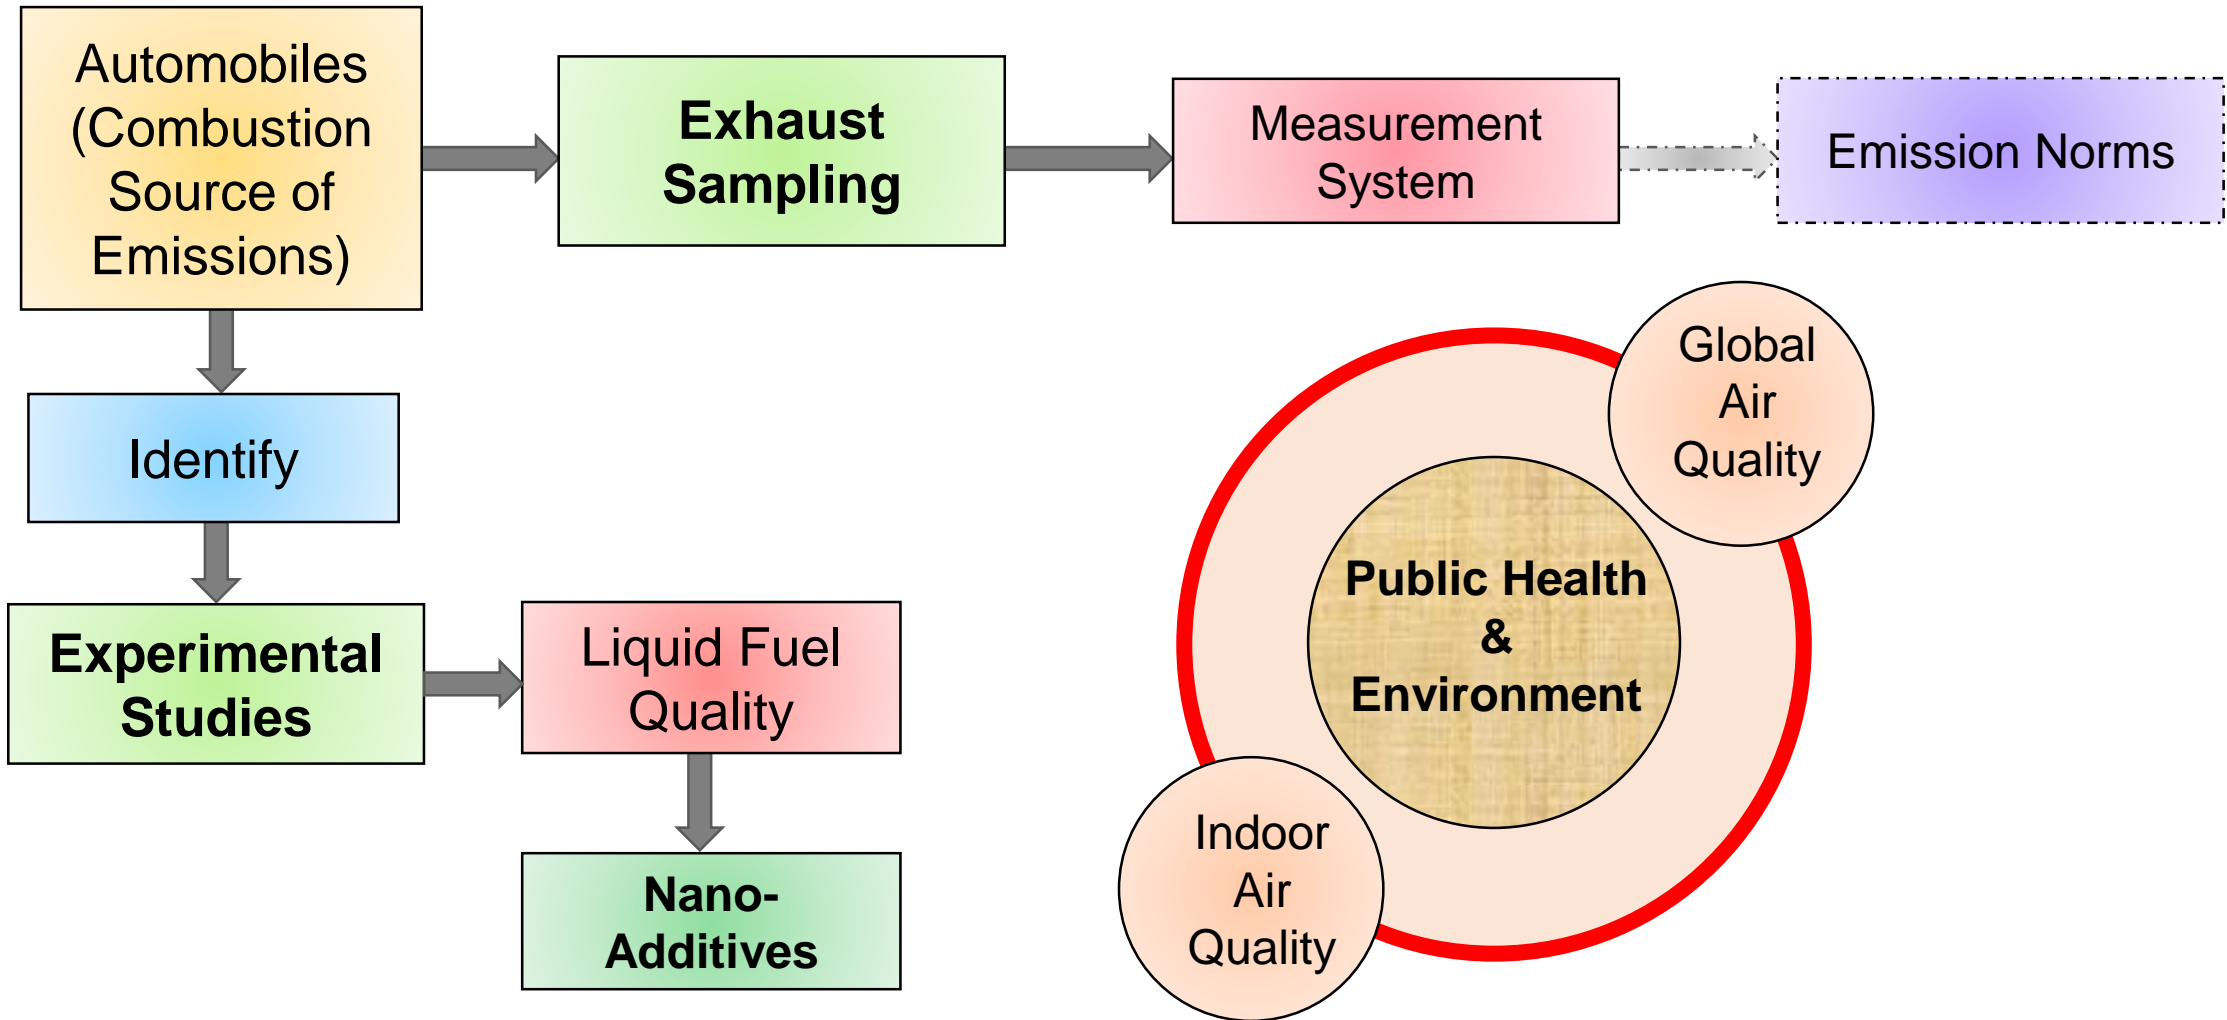 Automobiles
(Combustion
Source of
Emissions)
Exhaust
Sampling
Measurement
System
Emission Norms
Identify
Experimental
Studies
Liquid Fuel
Quality
Nano-
Additives
Global
Air
Quality
Public Health
&
Environment
Indoor
Air
Quality